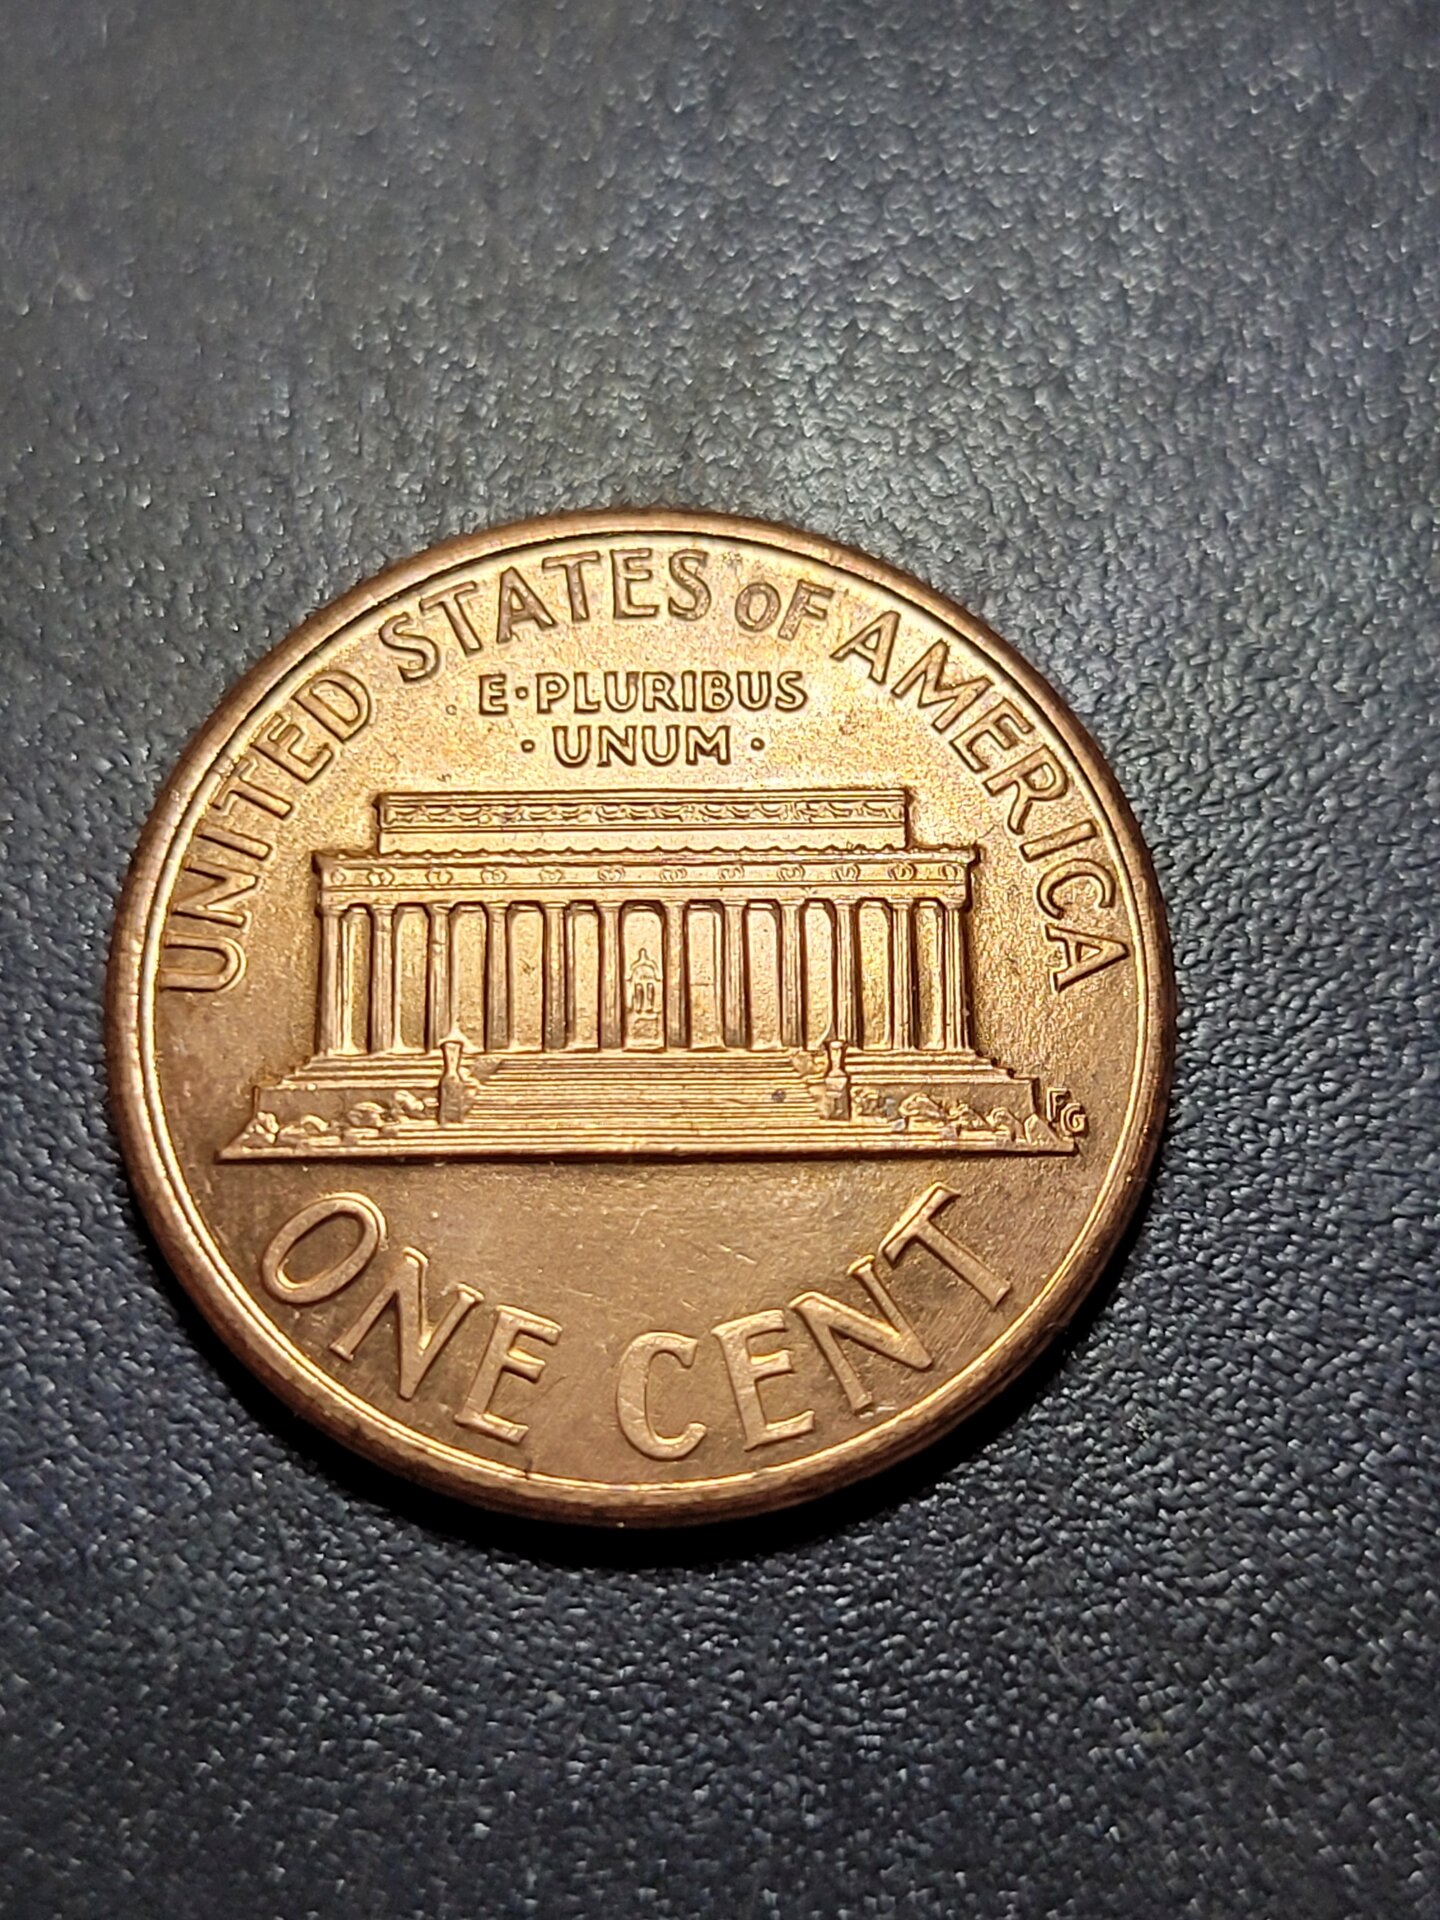 UNITED STATES OF AMERICA
E·PLURIBUS
·UNUM·
FG
ONE CENT